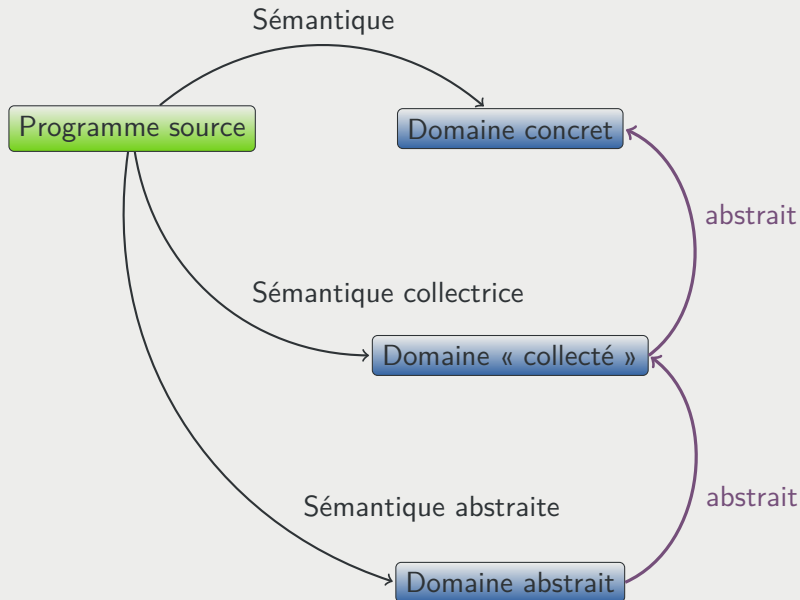 Sémantique
Programme source
Domaine concret
abstrait
Sémantique collectrice
Domaine « collecté »
abstrait
Sémantique abstraite
Domaine abstrait